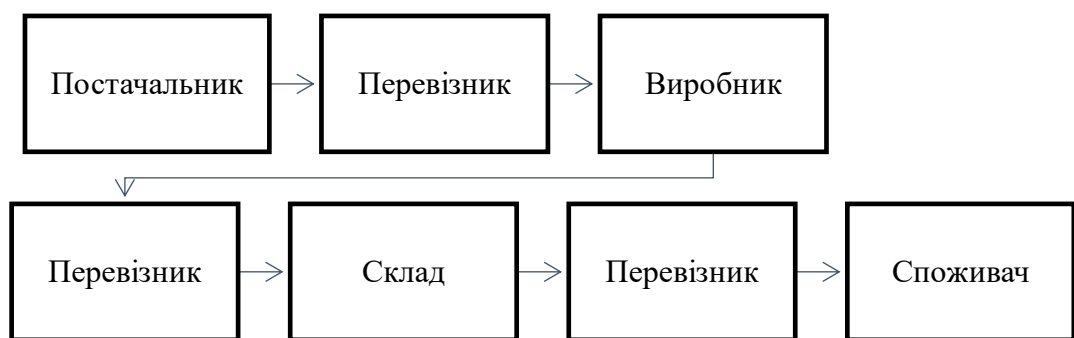 Постачальник
Перевізник
Виробник
Перевізник
Склад
Перевізник
Споживач